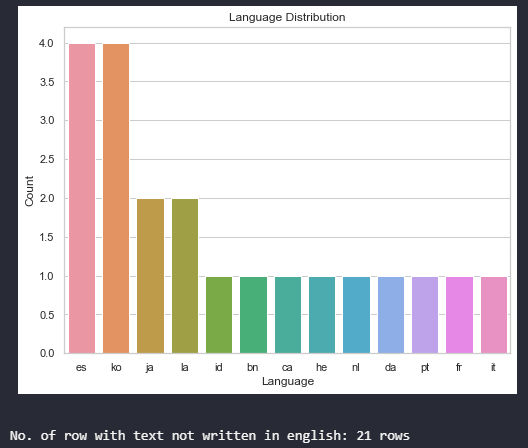 Language Distribution
4.0
3.5
3.0
2.5
2.0
1.5
1.0
0.5
0.0
Count
es ko ja la id bn ca he nl da pt fr it
Language
No. of row with text not written in english: 21 rows